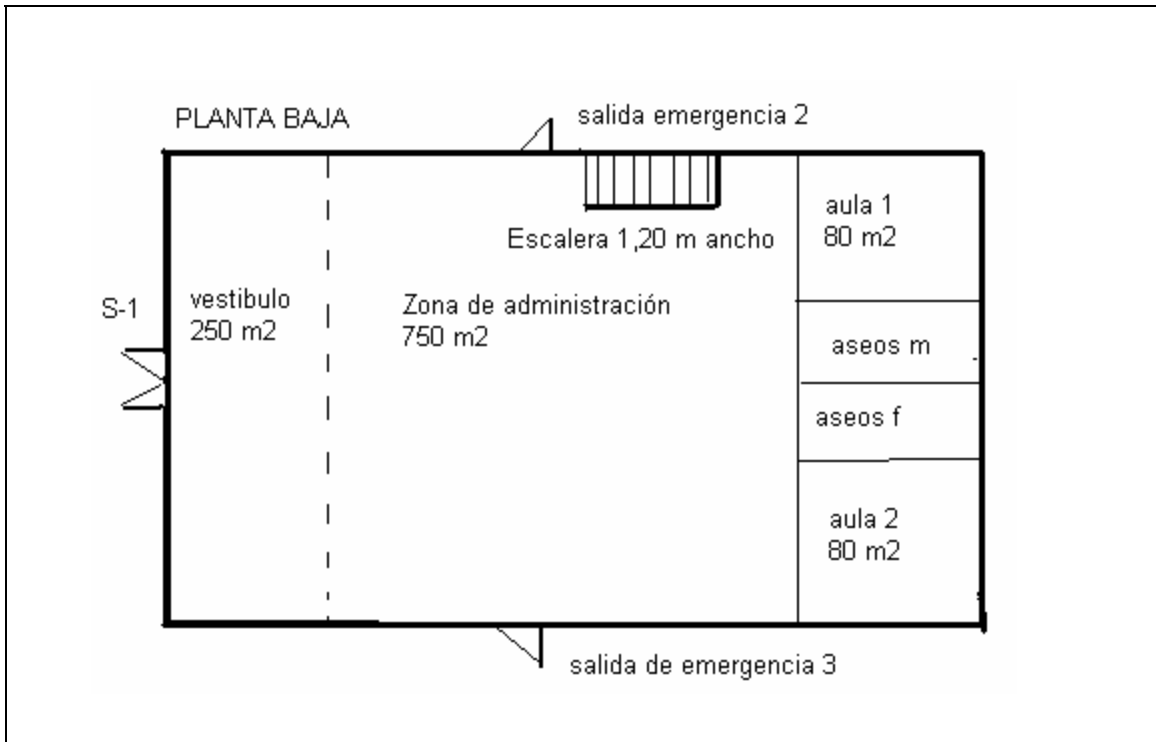 PLANTA BAJA
salida emergencia 2
aula 1
80 m2
Escalera 1,20 m ancho
S-1
vestibulo
250 m2
Zona de administración
750 m2
aseos m
aseos f
aula 2
80 m2
salida de emergencia 3